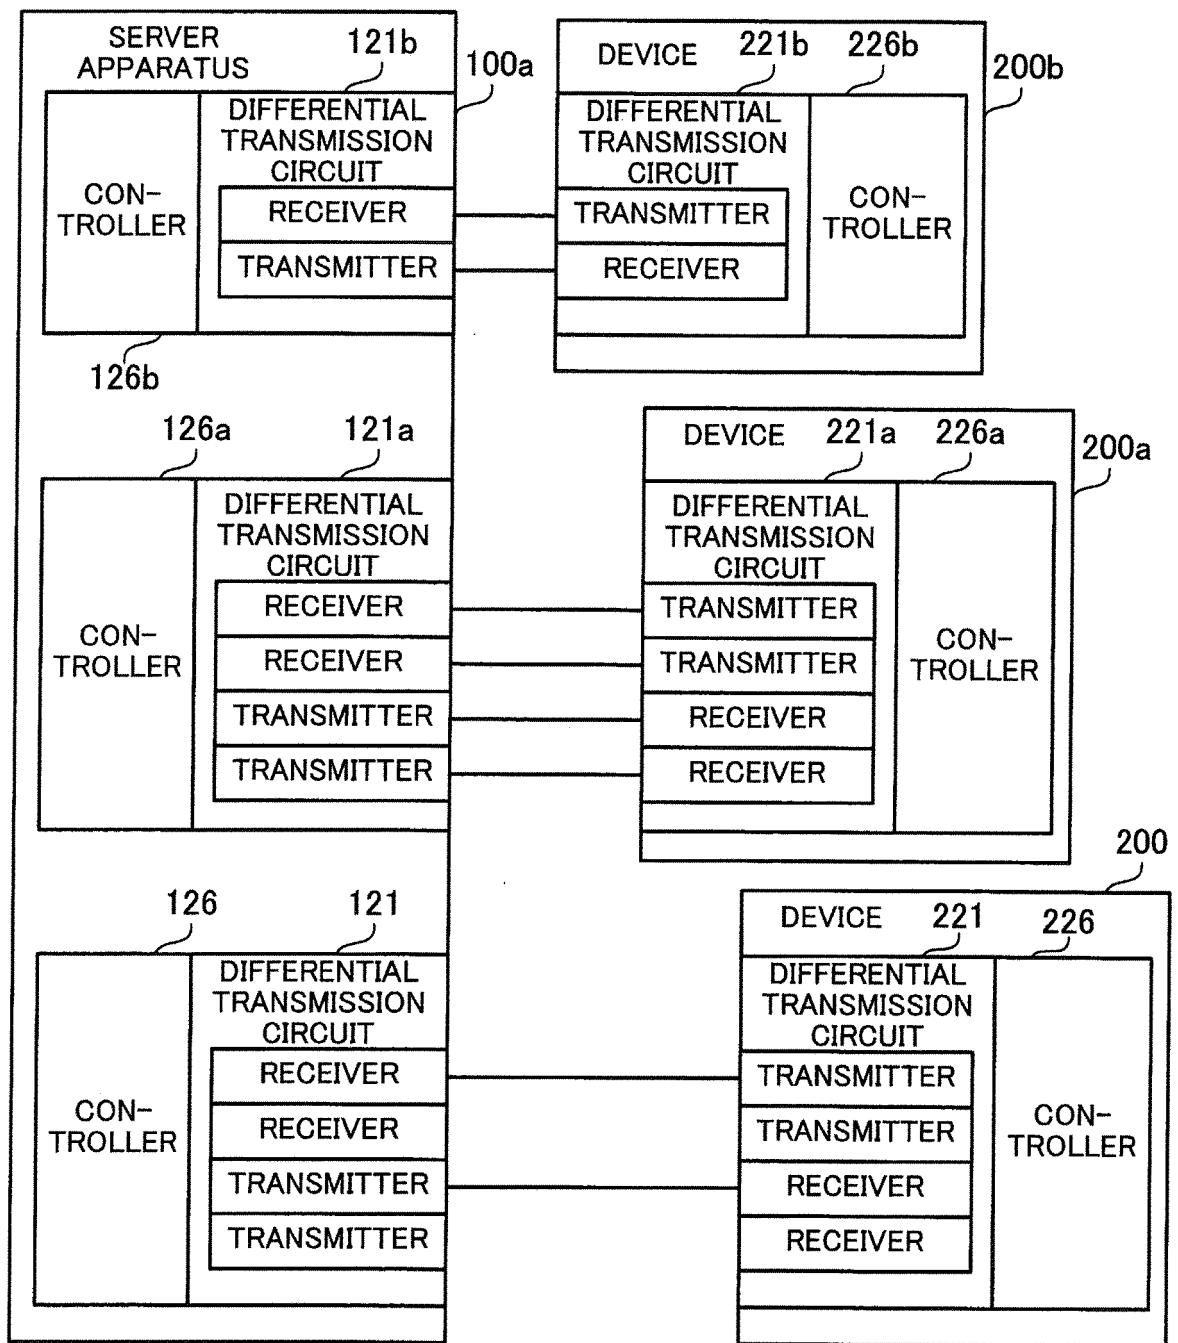 SERVER
APPARATUS
121b
100a
DIFFERENTIAL
TRANSMISSION
CIRCUIT
CON-
TROLLER
RECEIVER
TRANSMITTER
126b
DEVICE
221b
226b
200b
DIFFERENTIAL
TRANSMISSION
CIRCUIT
TRANSMITTER
RECEIVER
CON-
TROLLER
126a
121a
DIFFERENTIAL
TRANSMISSION
CIRCUIT
CON-
TROLLER
RECEIVER
RECEIVER
TRANSMITTER
TRANSMITTER
DEVICE
221a
226a
200a
DIFFERENTIAL
TRANSMISSION
CIRCUIT
TRANSMITTER
TRANSMITTER
RECEIVER
RECEIVER
CON-
TROLLER
126
121
DIFFERENTIAL
TRANSMISSION
CIRCUIT
CON-
TROLLER
RECEIVER
RECEIVER
TRANSMITTER
TRANSMITTER
200
DEVICE
221
226
DIFFERENTIAL
TRANSMISSION
CIRCUIT
TRANSMITTER
TRANSMITTER
RECEIVER
RECEIVER
CON-
TROLLER